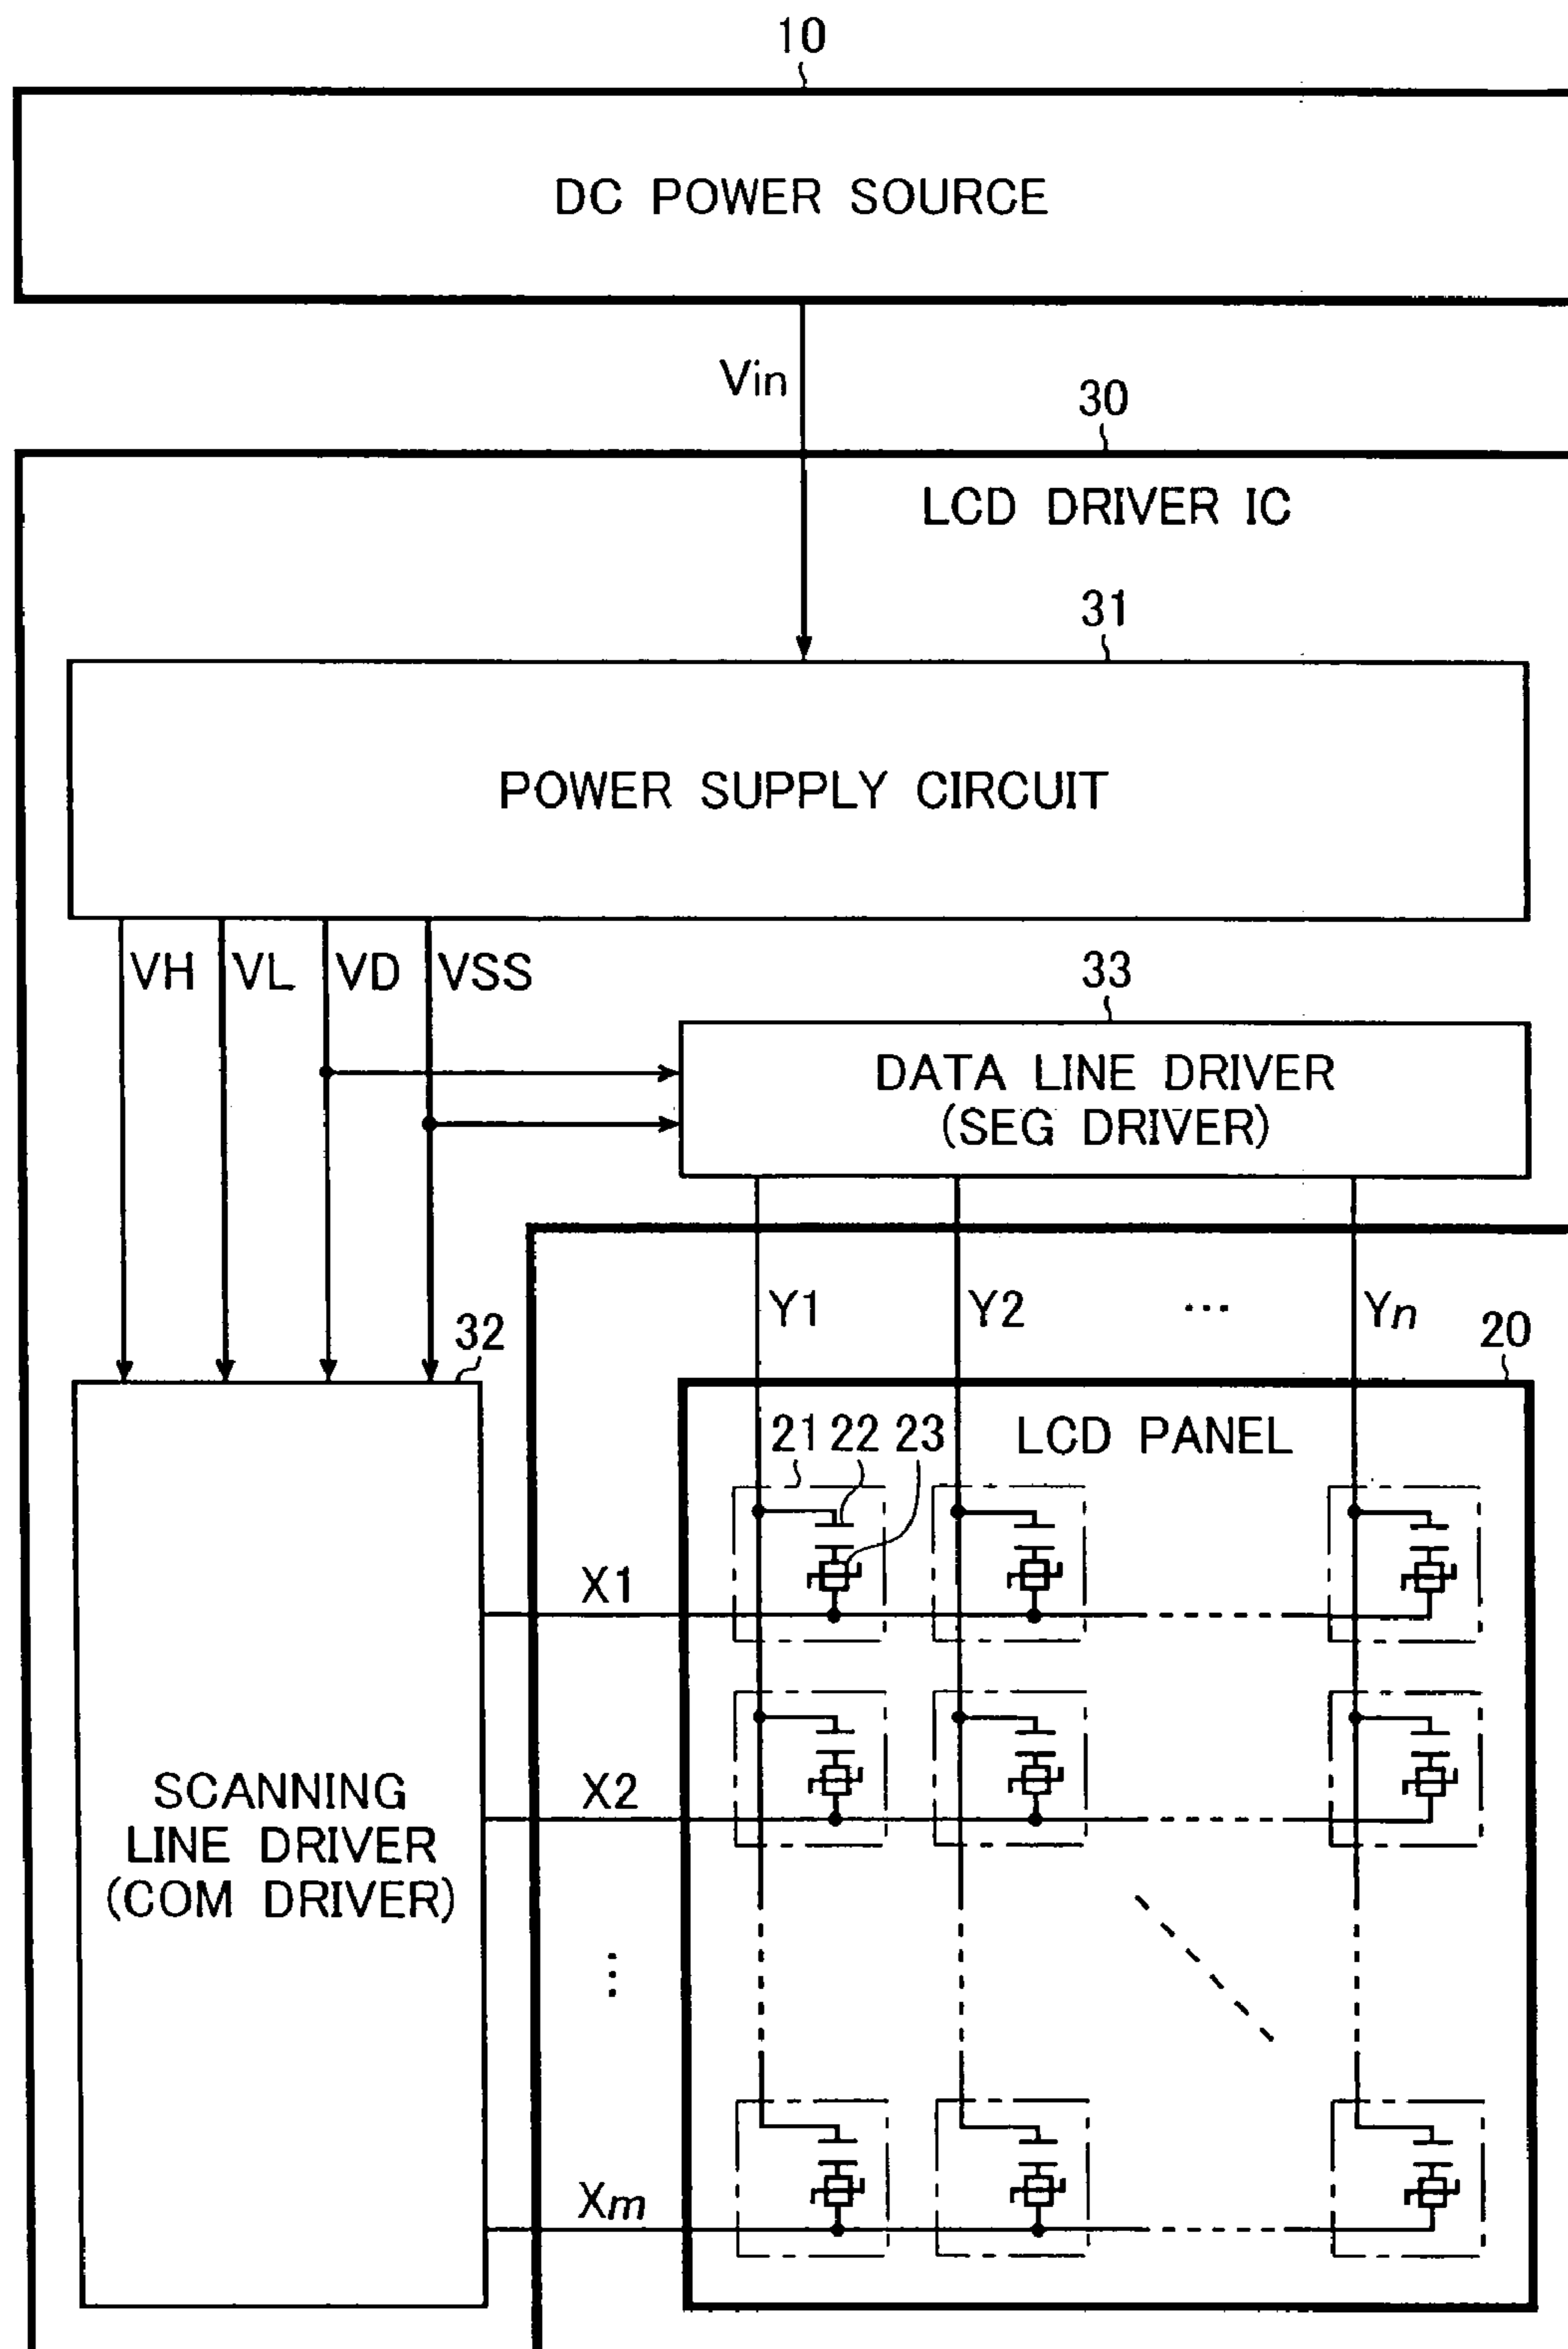 10
DC POWER SOURCE
Vin
30
LCD DRIVER IC
31
POWER SUPPLY CIRCUIT
VH VL VD VSS
33
DATA LINE DRIVER
(SEG DRIVER)
Y1 Y2 ... Yn
32
20
21 22 23 LCD PANEL
X1
X2
SCANNING
LINE DRIVER
(COM DRIVER)
⋮
Xm